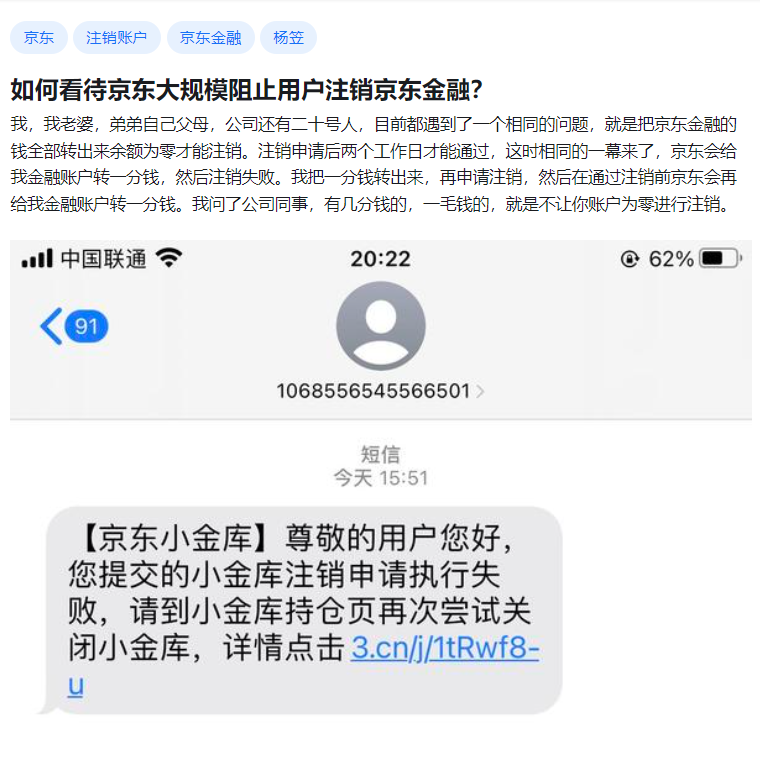 京东 注销账户 京东金融 杨笠
如何看待京东大规模阻止用户注销京东金融？
我，我老婆，弟弟自己父母，公司还有二十号人，目前都遇到了一个相同的问题，就是把京东金融的
钱全部转出来余额为零才能注销。注销申请后两个工作日才能通过，这时相同的一幕来了，京东会给
我金融账户转一分钱，然后注销失败。我把一分钱转出来，再申请注销，然后在通过注销前京东会再
给我金融账户转一分钱。我问了公司同事，有几分钱的，一毛钱的，就是不让你账户为零进行注销。
中国联通 20:22 62%
91
1068556545566501
短信
今天 15:51
【京东小金库】尊敬的用户您好，
您提交的小金库注销申请执行失
败，请到小金库持仓页再次尝试关
闭小金库，详情点击 3.cn/j/1tRwf8-
u